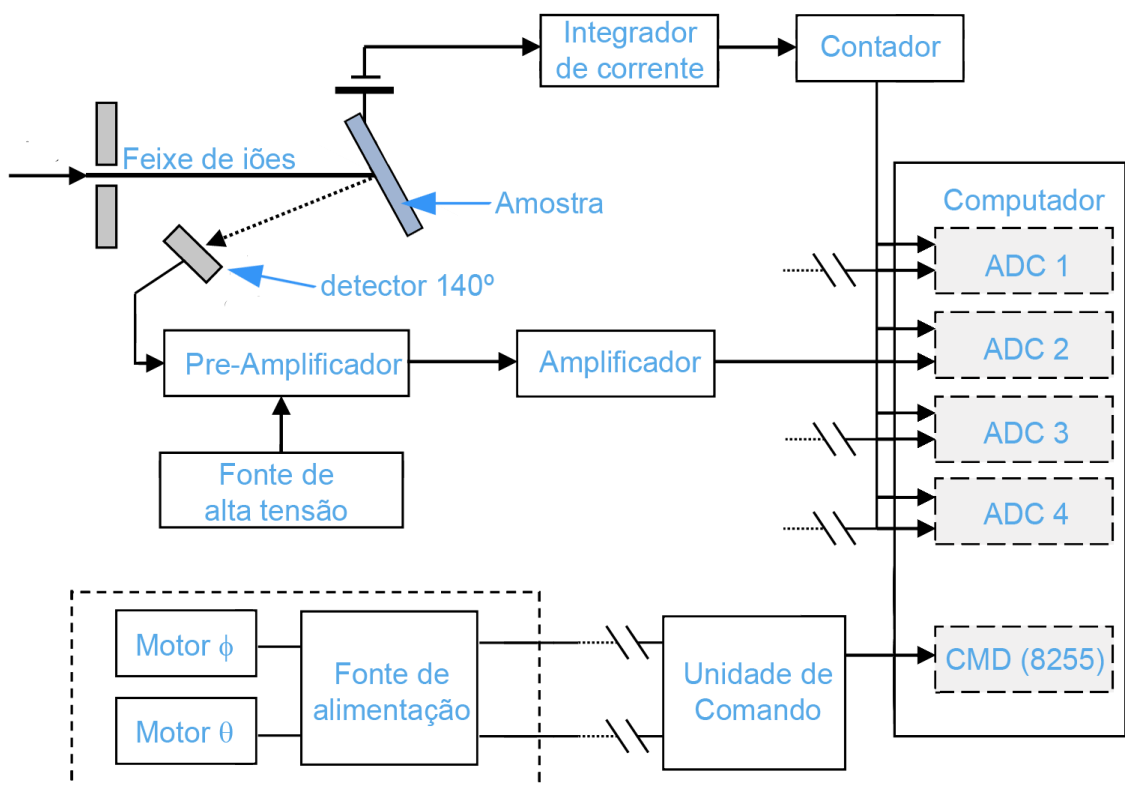 Integrador
de corrente
Contador
Feixe de iões
Amostra
Computador
ADC 1
detector 140º
Pre-Amplificador
Amplificador
ADC 2
ADC 3
Fonte de
alta tensão
ADC 4
Motor ϕ
Motor θ
Fonte de
alimentação
Unidade de
Comando
CMD (8255)